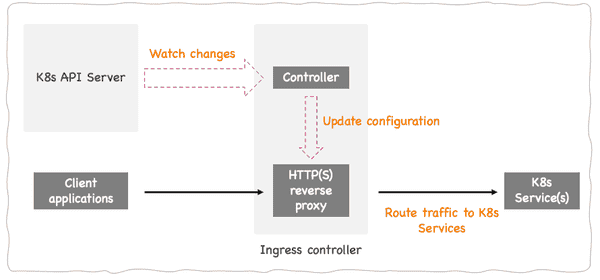 Watch changes
K8s API Server
Controller
Update configuration
Client
applications
HTTP(S)
reverse
proxy
K8s
Service(s)
Route traffic to K8s
Services
Ingress controller